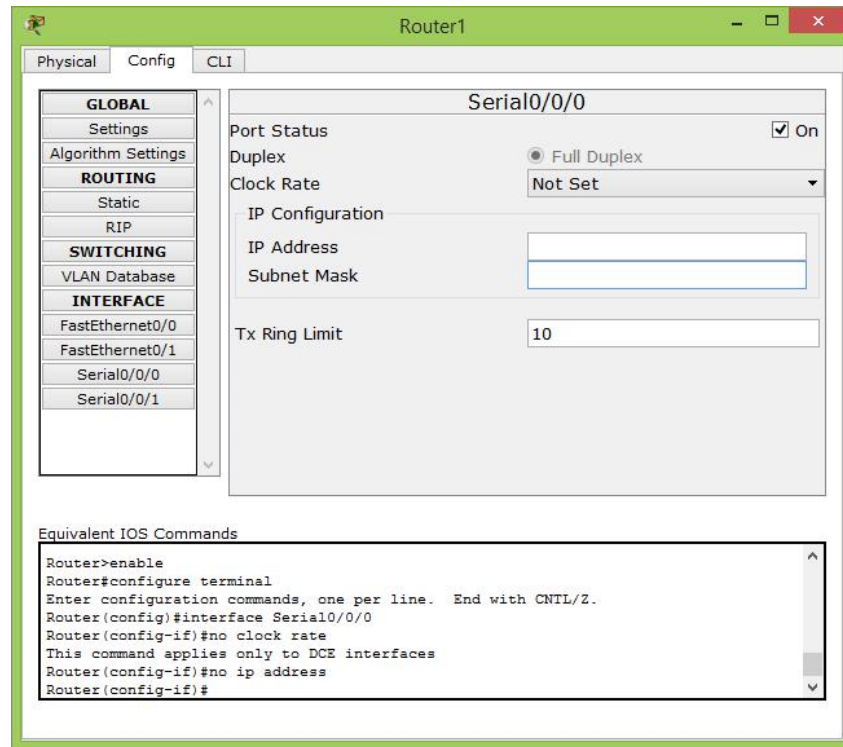 Router1
Physical Config CLI
GLOBAL
Settings
Algorithm Settings
ROUTING
Static
RIP
SWITCHING
VLAN Database
INTERFACE
FastEthernet0/0
FastEthernet0/1
Serial0/0/0
Serial0/0/1
Serial0/0/0
Port Status On
Duplex Full Duplex
Clock Rate Not Set
IP Configuration
IP Address
Subnet Mask
Tx Ring Limit 10
Equivalent IOS Commands
Router>enable
Router#configure terminal
Enter configuration commands, one per line.  End with CNTL/Z.
Router(config)#interface Serial0/0/0
Router(config-if)#no clock rate
This command applies only to DCE interfaces
Router(config-if)#no ip address
Router(config-if)#